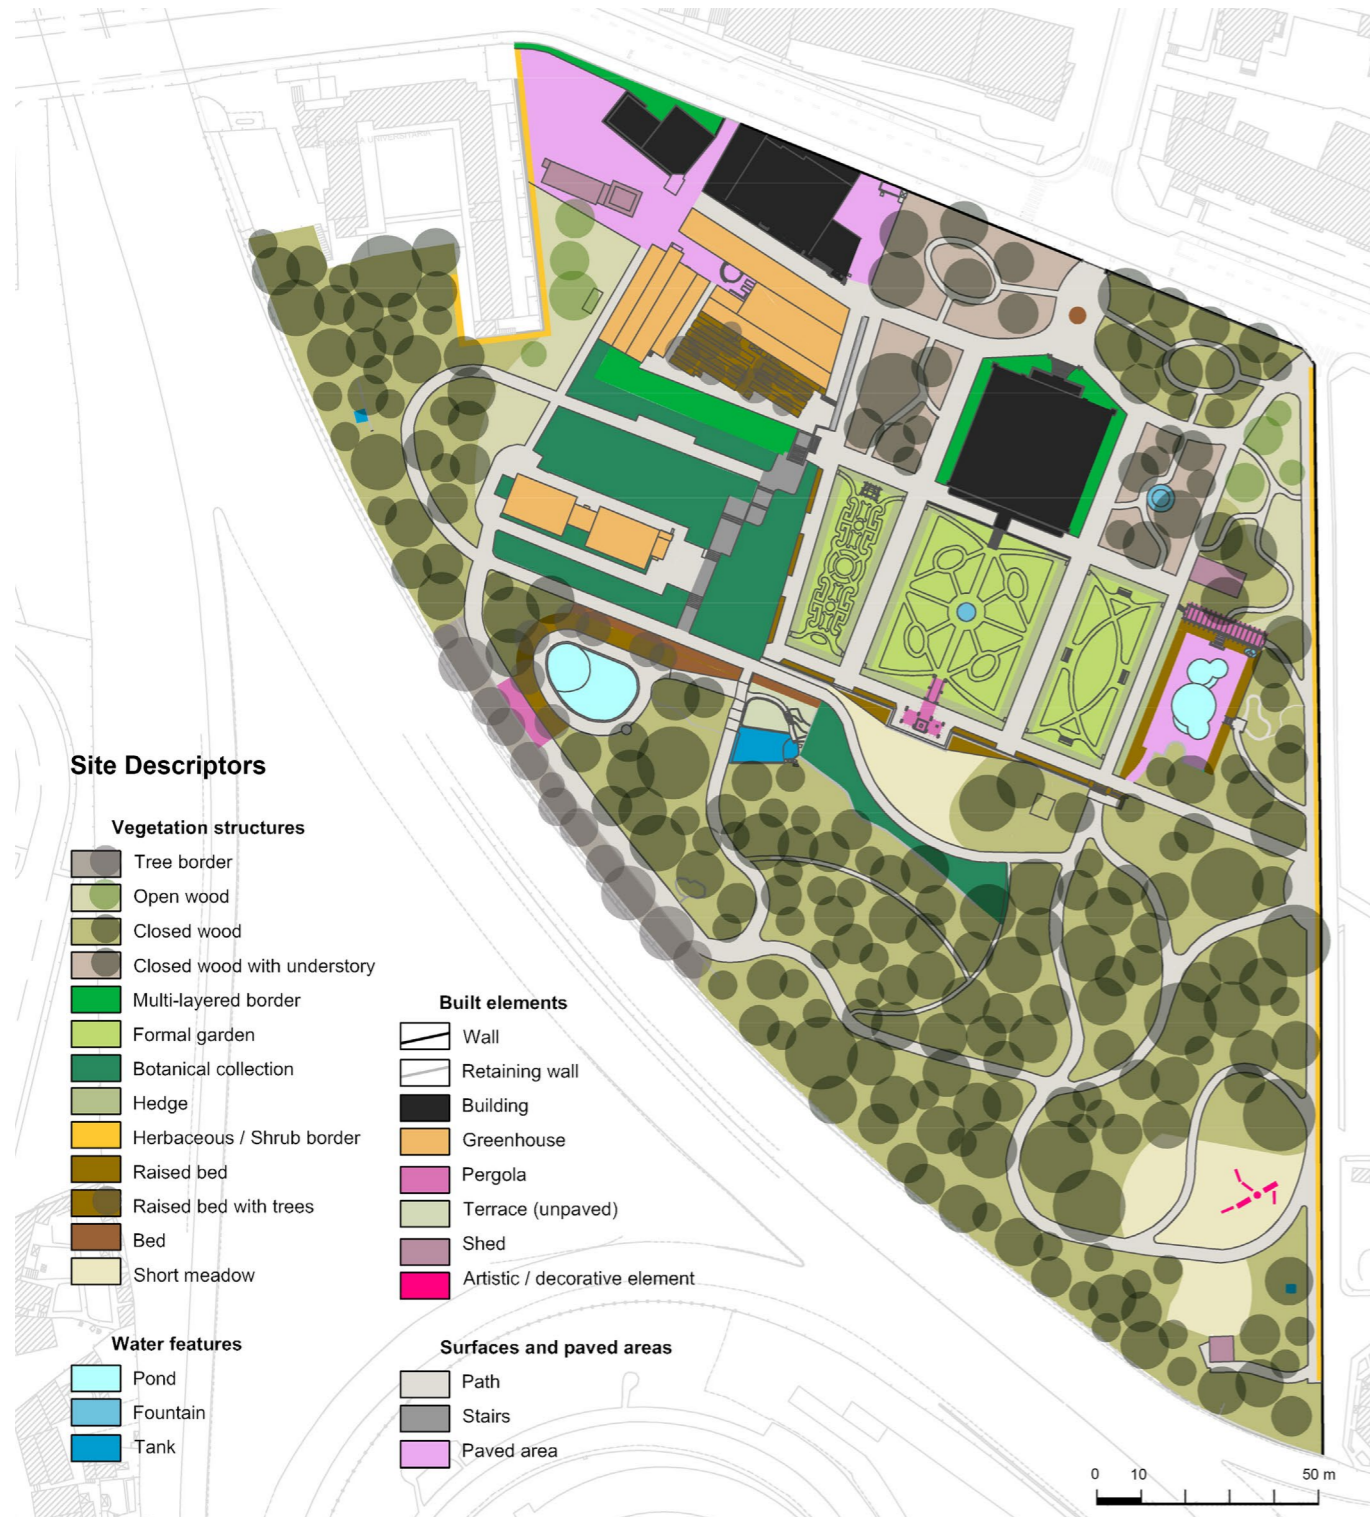 Site Descriptors
Vegetation structures
Tree border
Open wood
Closed wood
Closed wood with understory
Multi-layered border
Formal garden
Botanical collection
Hedge
Herbaceous / Shrub border
Raised bed
Raised bed with trees
Bed
Short meadow
Water features
Pond
Fountain
Tank
Built elements
Wall
Retaining wall
Building
Greenhouse
Pergola
Terrace (unpaved)
Shed
Artistic / decorative element
Surfaces and paved areas
Path
Stairs
Paved area
0 10 50 m